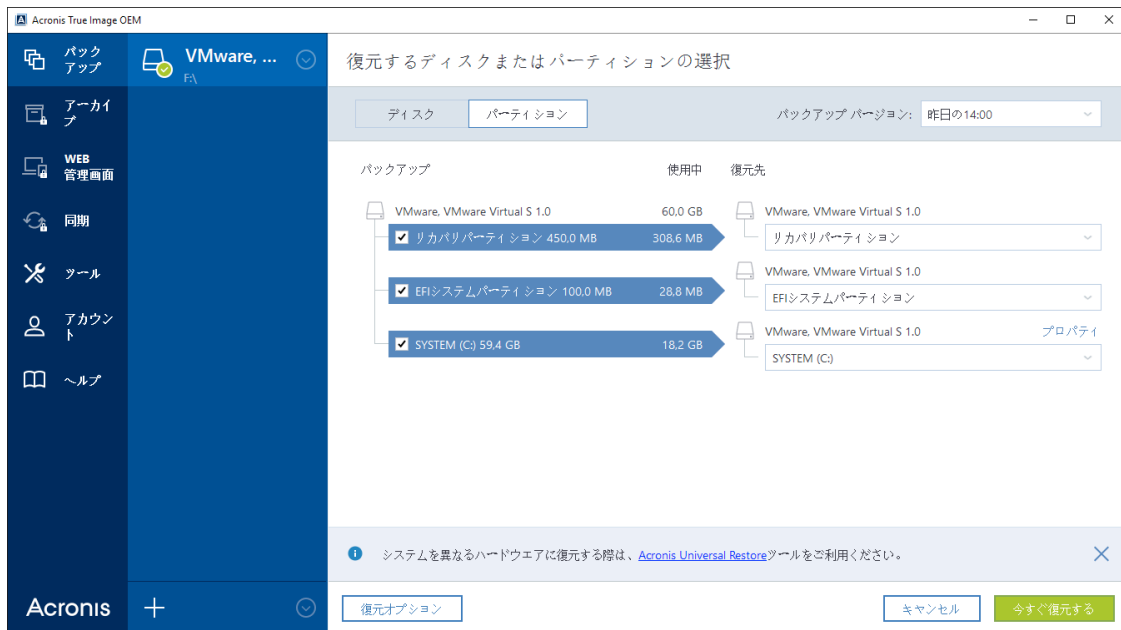 Acronis True Image OEM
バック
アップ
VMware, ...
F:\
復元するディスクまたはパーティションの選択
アーカイ
ブ
ディスク
パーティション
バックアップ バージョン:
昨日の14:00
WEB
管理画面
バックアップ
使用中
復元先
同期
VMware, VMware Virtual S 1.0
60,0 GB
VMware, VMware Virtual S 1.0
リカバリパーティション 450,0 MB
308,6 MB
リカバリパーティション
ツール
VMware, VMware Virtual S 1.0
EFIシステムパーティション 100,0 MB
28,8 MB
EFIシステムパーティション
アカウン
ト
VMware, VMware Virtual S 1.0
プロパティ
SYSTEM (C:) 59,4 GB
18,2 GB
SYSTEM (C:)
ヘルプ
システムを異なるハードウエアに復元する際は、Acronis Universal Restoreツールをご利用ください。
Acronis
復元オプション
キャンセル
今すぐ復元する